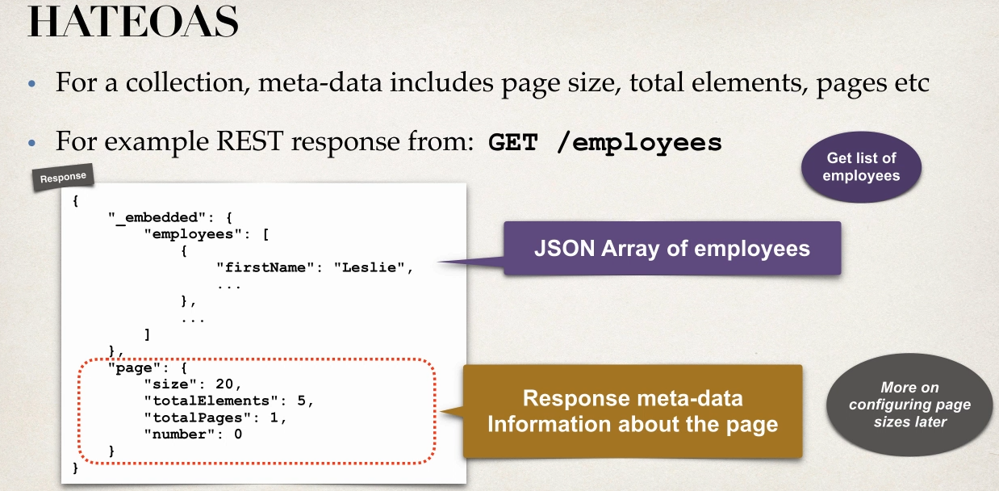 HATEOAS
• For a collection, meta-data includes page size, total elements, pages etc
• For example REST response from: GET /employees
Get list of
employees
Response
{
    "_embedded": {
        "employees": [
            {
                "firstName": "Leslie",
                ...
            },
            ...
        ]
    },
    "page": {
        "size": 20,
        "totalElements": 5,
        "totalPages": 1,
        "number": 0
    }
}
JSON Array of employees
Response meta-data
Information about the page
More on
configuring page
sizes later